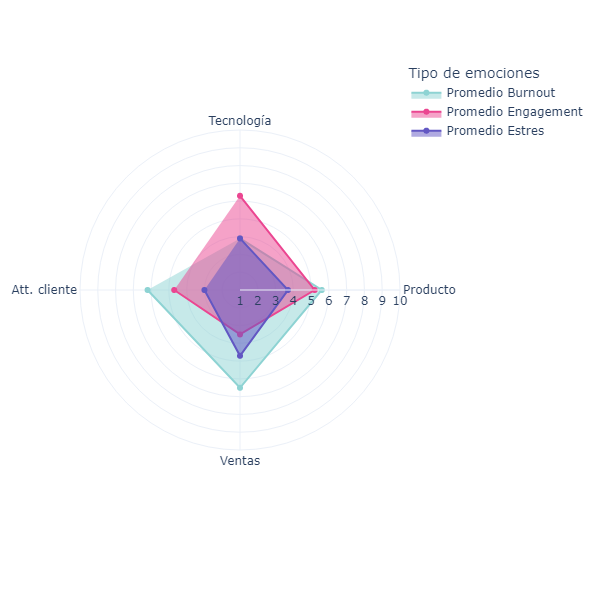 Tipo de emociones
Promedio Burnout
Promedio Engagement
Promedio Estres
Tecnología
Att. cliente
Producto
1 2 3 4 5 6 7 8 9 10
Ventas